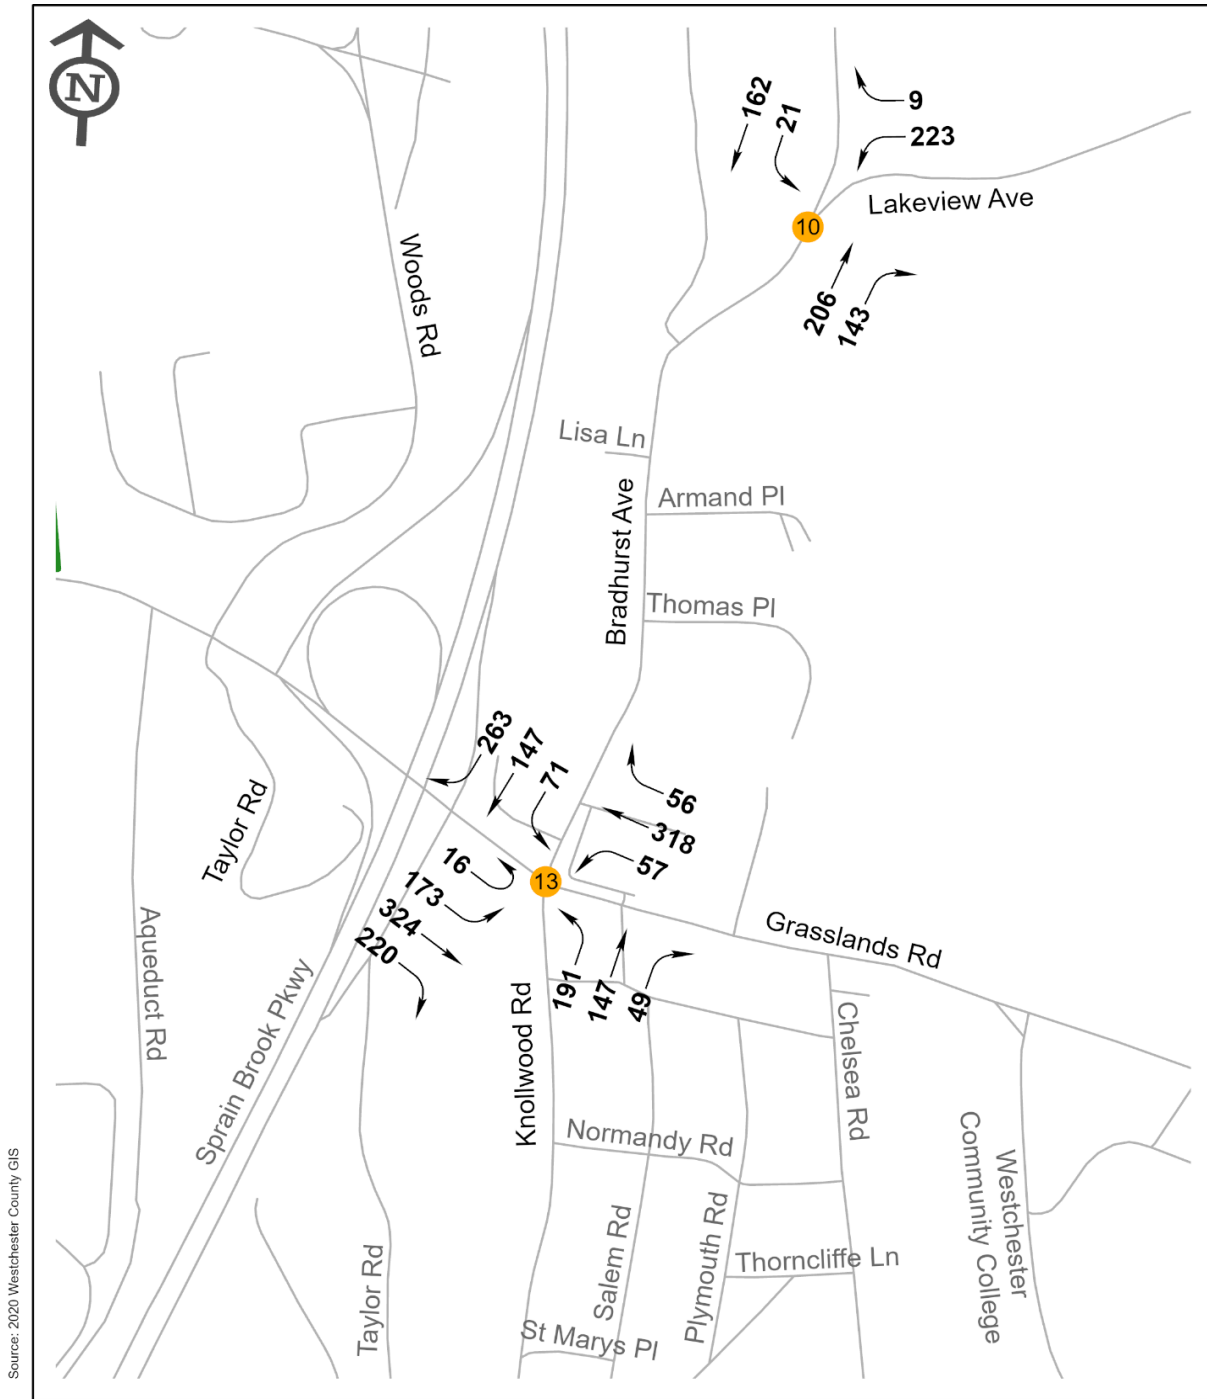 N
162
21
9
223
Lakeview Ave
10
206
143
Woods Rd
Lisa Ln
Armand Pl
Bradhurst Ave
Thomas Pl
263
147
71
56
318
57
16
173
324
220
13
Taylor Rd
191
147
49
Grasslands Rd
Aqueduct Rd
Sprain Brook Pkwy
Knollwood Rd
Chelsea Rd
Normandy Rd
Westchester
Community College
Salem Rd
Plymouth Rd
Thorncliffe Ln
Taylor Rd
St Marys Pl
Source: 2020 Westchester County GIS